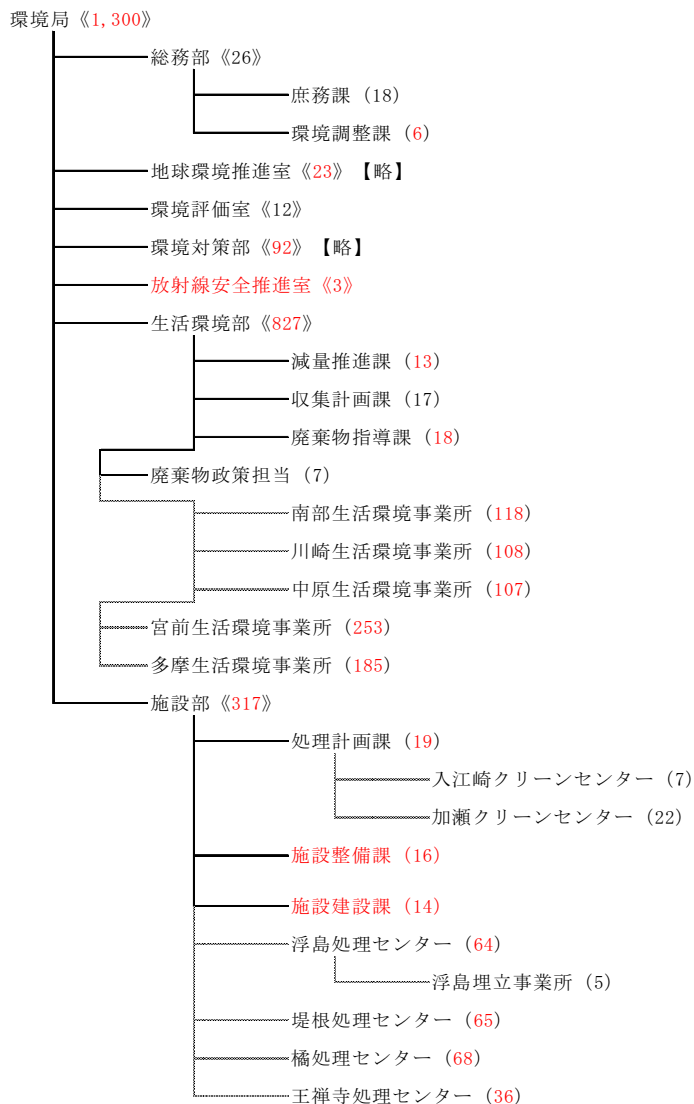 環境局《1,300》
総務部《26》
庶務課（18）
環境調整課（6）
地球環境推進室《23》【略】
環境評価室《12》
環境対策部《92》【略】
放射線安全推進室《3》
生活環境部《827》
減量推進課（13）
収集計画課（17）
廃棄物指導課（18）
廃棄物政策担当（7）
南部生活環境事業所（118）
川崎生活環境事業所（108）
中原生活環境事業所（107）
宮前生活環境事業所（253）
多摩生活環境事業所（185）
施設部《317》
処理計画課（19）
入江崎クリーンセンター（7）
加瀬クリーンセンター（22）
施設整備課（16）
施設建設課（14）
浮島処理センター（64）
浮島埋立事業所（5）
堤根処理センター（65）
橘処理センター（68）
王禅寺処理センター（36）